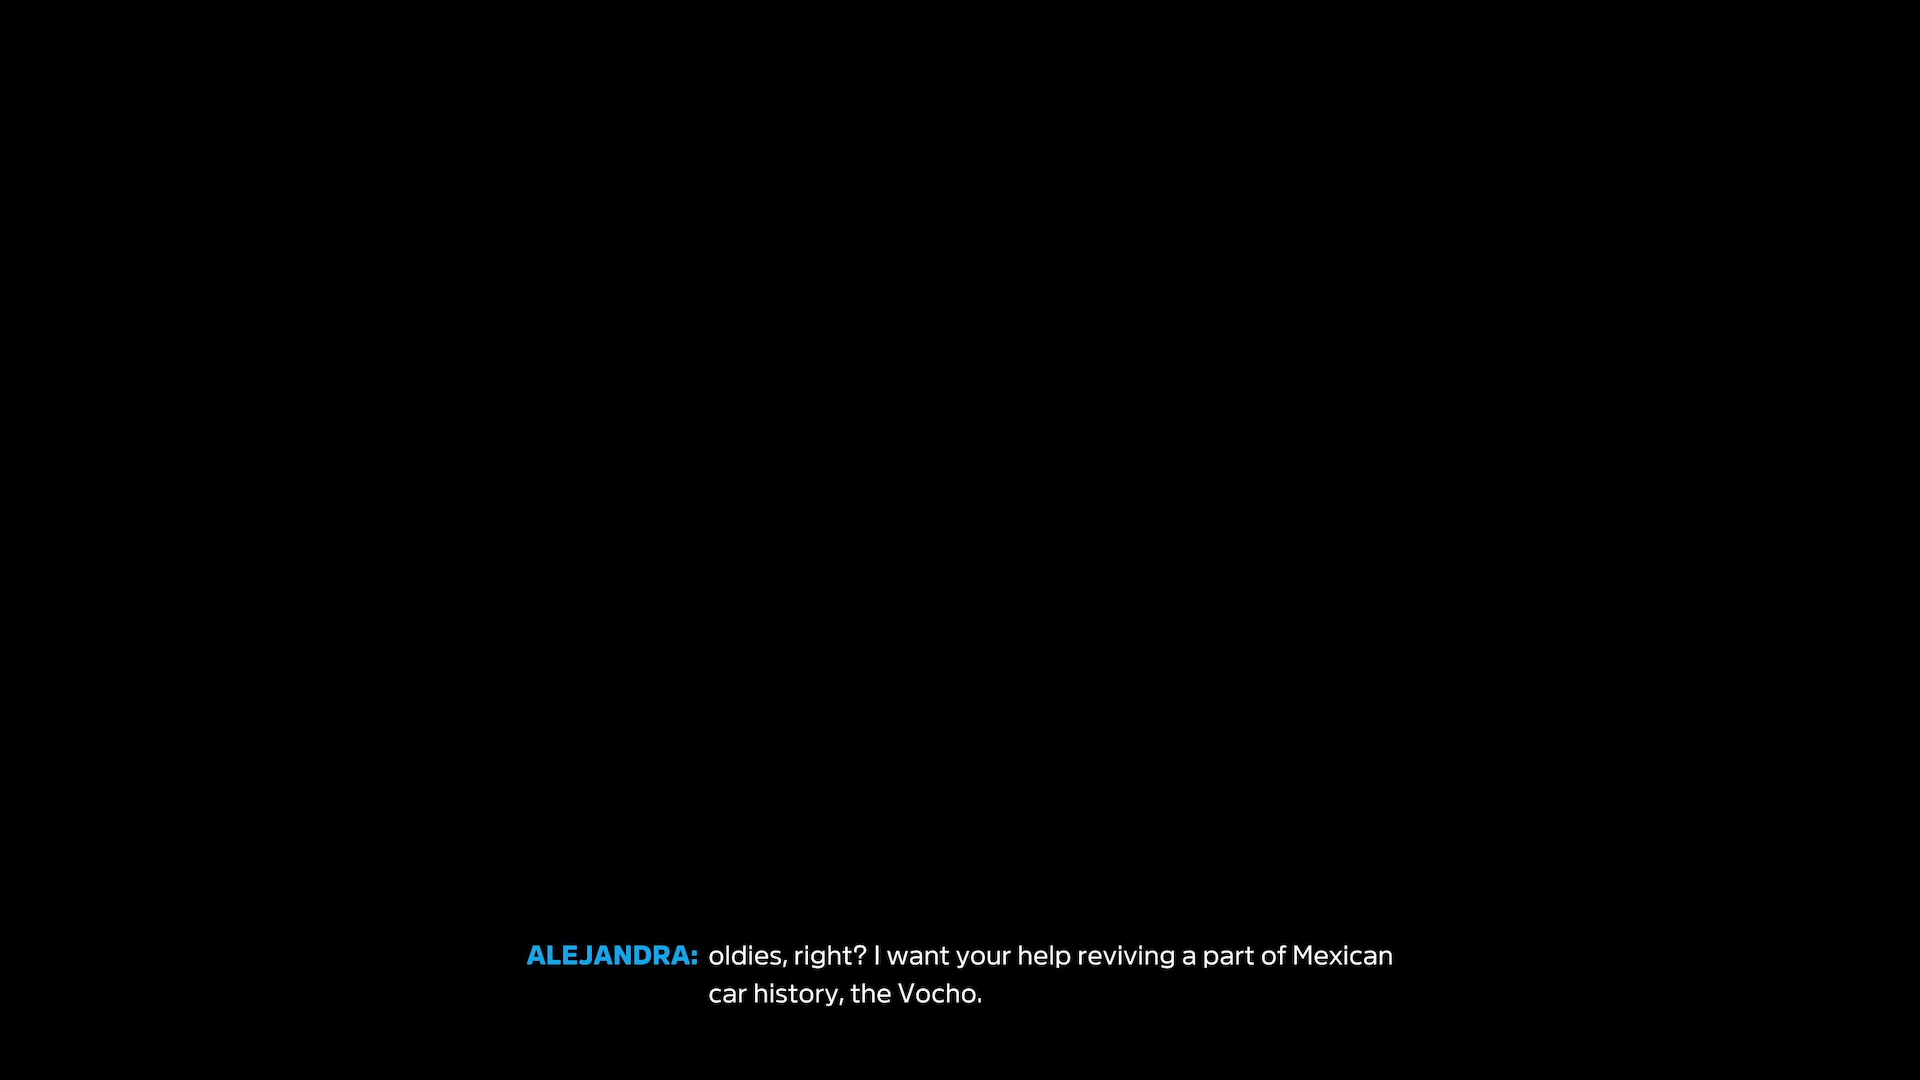 ALEJANDRA: oldies, right? I want your help reviving a part of Mexican
car history, the Vocho.